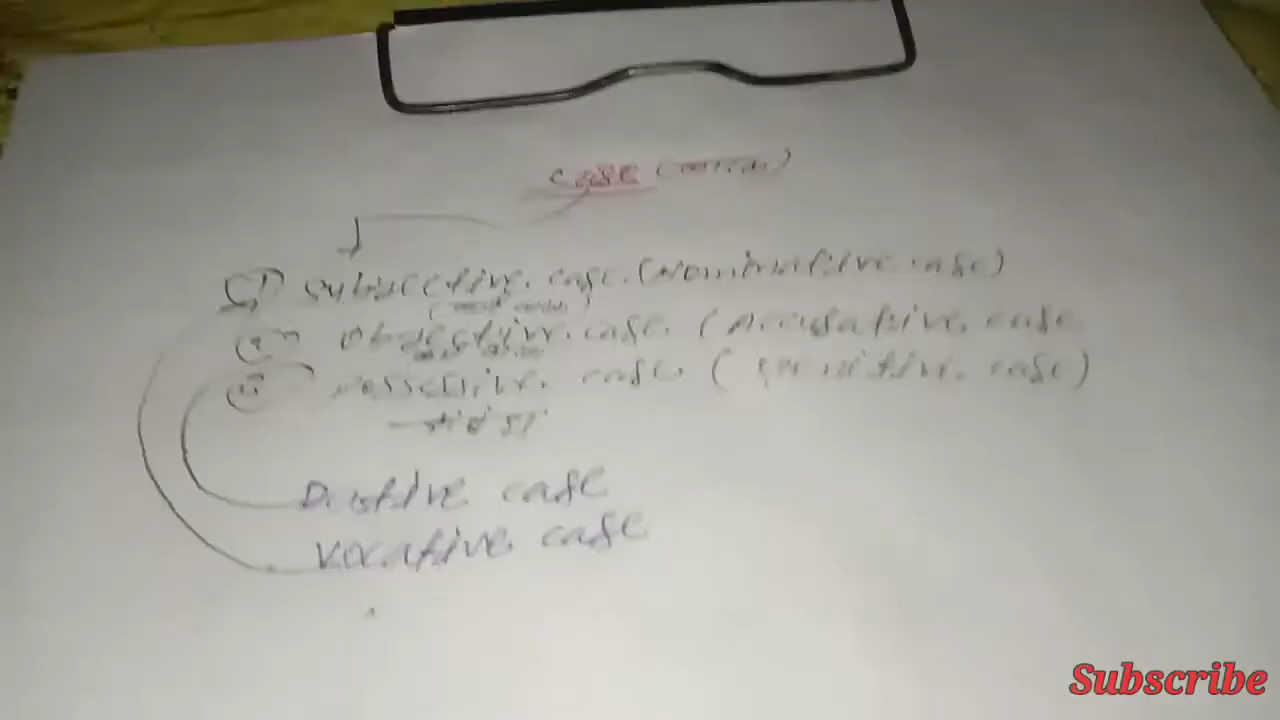 case
Subjective case (Nominative case)
Objective case (Accusative case
Possessive case (Genitive case)
Dative case
Vocative case
Subscribe